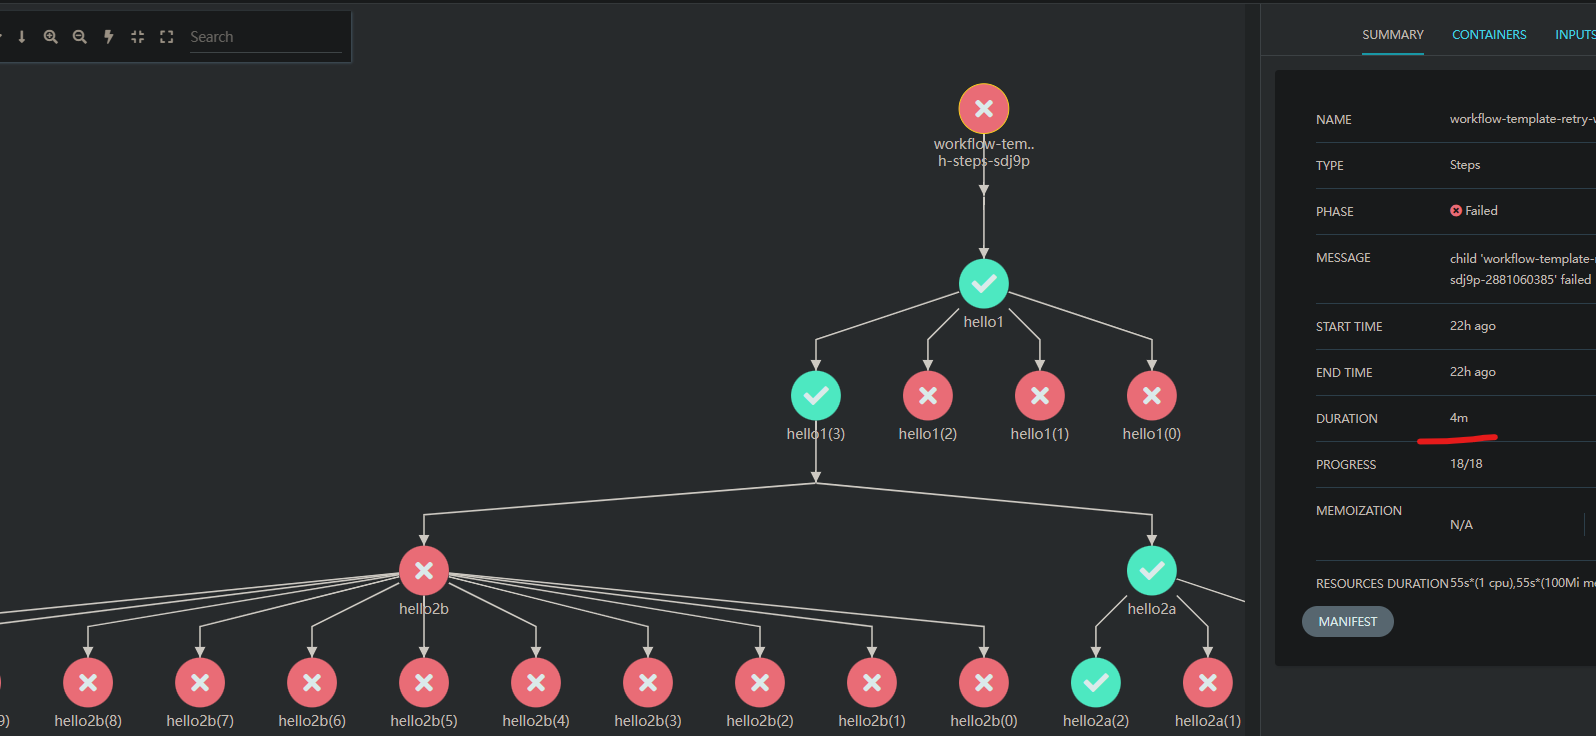 Search
SUMMARY CONTAINERS INPUTS
NAME workflow-template-retry-
TYPE Steps
PHASE Failed
MESSAGE child 'workflow-template-
sdj9p-2881060385' failed
START TIME 22h ago
END TIME 22h ago
DURATION 4m
PROGRESS 18/18
MEMOIZATION N/A
RESOURCES DURATION 55s*(1 cpu),55s*(100Mi
MANIFEST
workflow-tem..
h-steps-sdj9p
hello1
hello1(3) hello1(2) hello1(1) hello1(0)
hello2b hello2a
9) hello2b(8) hello2b(7) hello2b(6) hello2b(5) hello2b(4) hello2b(3) hello2b(2) hello2b(1) hello2b(0) hello2a(2) hello2a(1)